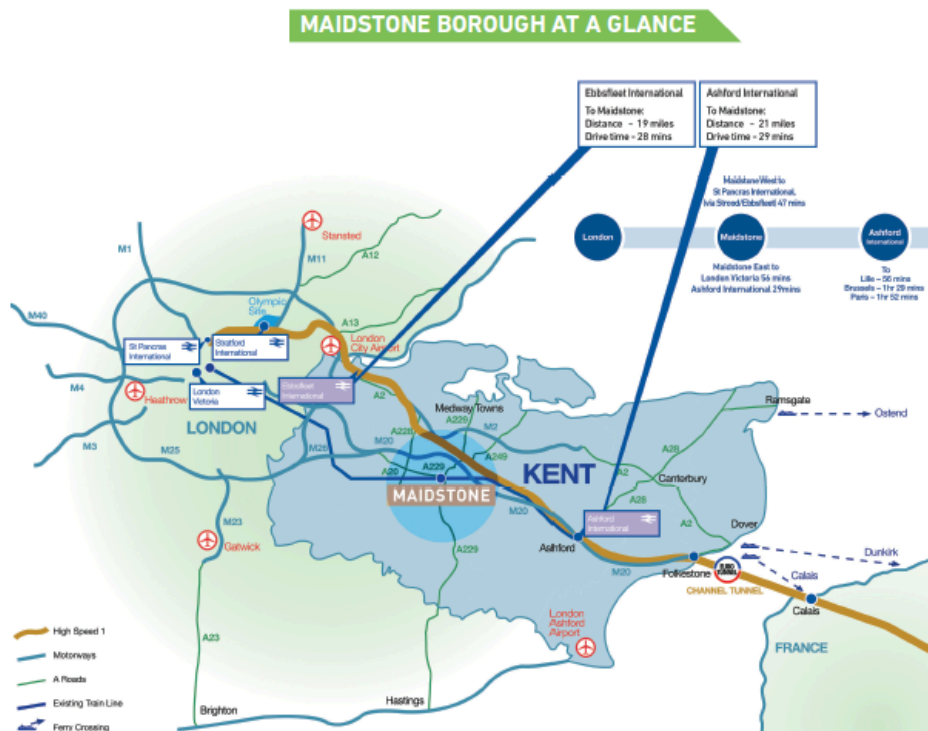 MAIDSTONE BOROUGH AT A GLANCE
Ebbsfleet International
To Maidstone:
Distance - 19 miles
Drive time - 28 mins
Ashford International
To Maidstone:
Distance - 21 miles
Drive time - 29 mins
Maidstone West to
St Pancras International,
(via Strood/Ebbsfleet) 47 mins
London
Maidstone
Ashford
International
Maidstone East to
London Victoria 56 mins
Ashford International 29mins
To
Lille - 56 mins
Brussels - 1hr 29 mins
Paris - 1hr 52 mins
M1
Stansted
M11
A12
Olympic
Site
M40
A13
St Pancras
International
Stratford
International
London
City Airport
M4
Heathrow
London
Victoria
Ebbsfleet
International
A2
Medway Towns
A229
Ramsgate
Ostend
LONDON
M3
M25
M26
M20
A228
M2
A249
A28
A20
A229
KENT
A2
Canterbury
MAIDSTONE
M20
A28
Ashford
International
A2
M23
Dover
Gatwick
A229
Ashford
Dunkirk
M20
Folkestone
EURO
TUNNEL
CHANNEL TUNNEL
Calais
Calais
London
Ashford
Airport
High Speed 1
FRANCE
A23
Motorways
A Roads
Existing Train Line
Hastings
Brighton
Ferry Crossing